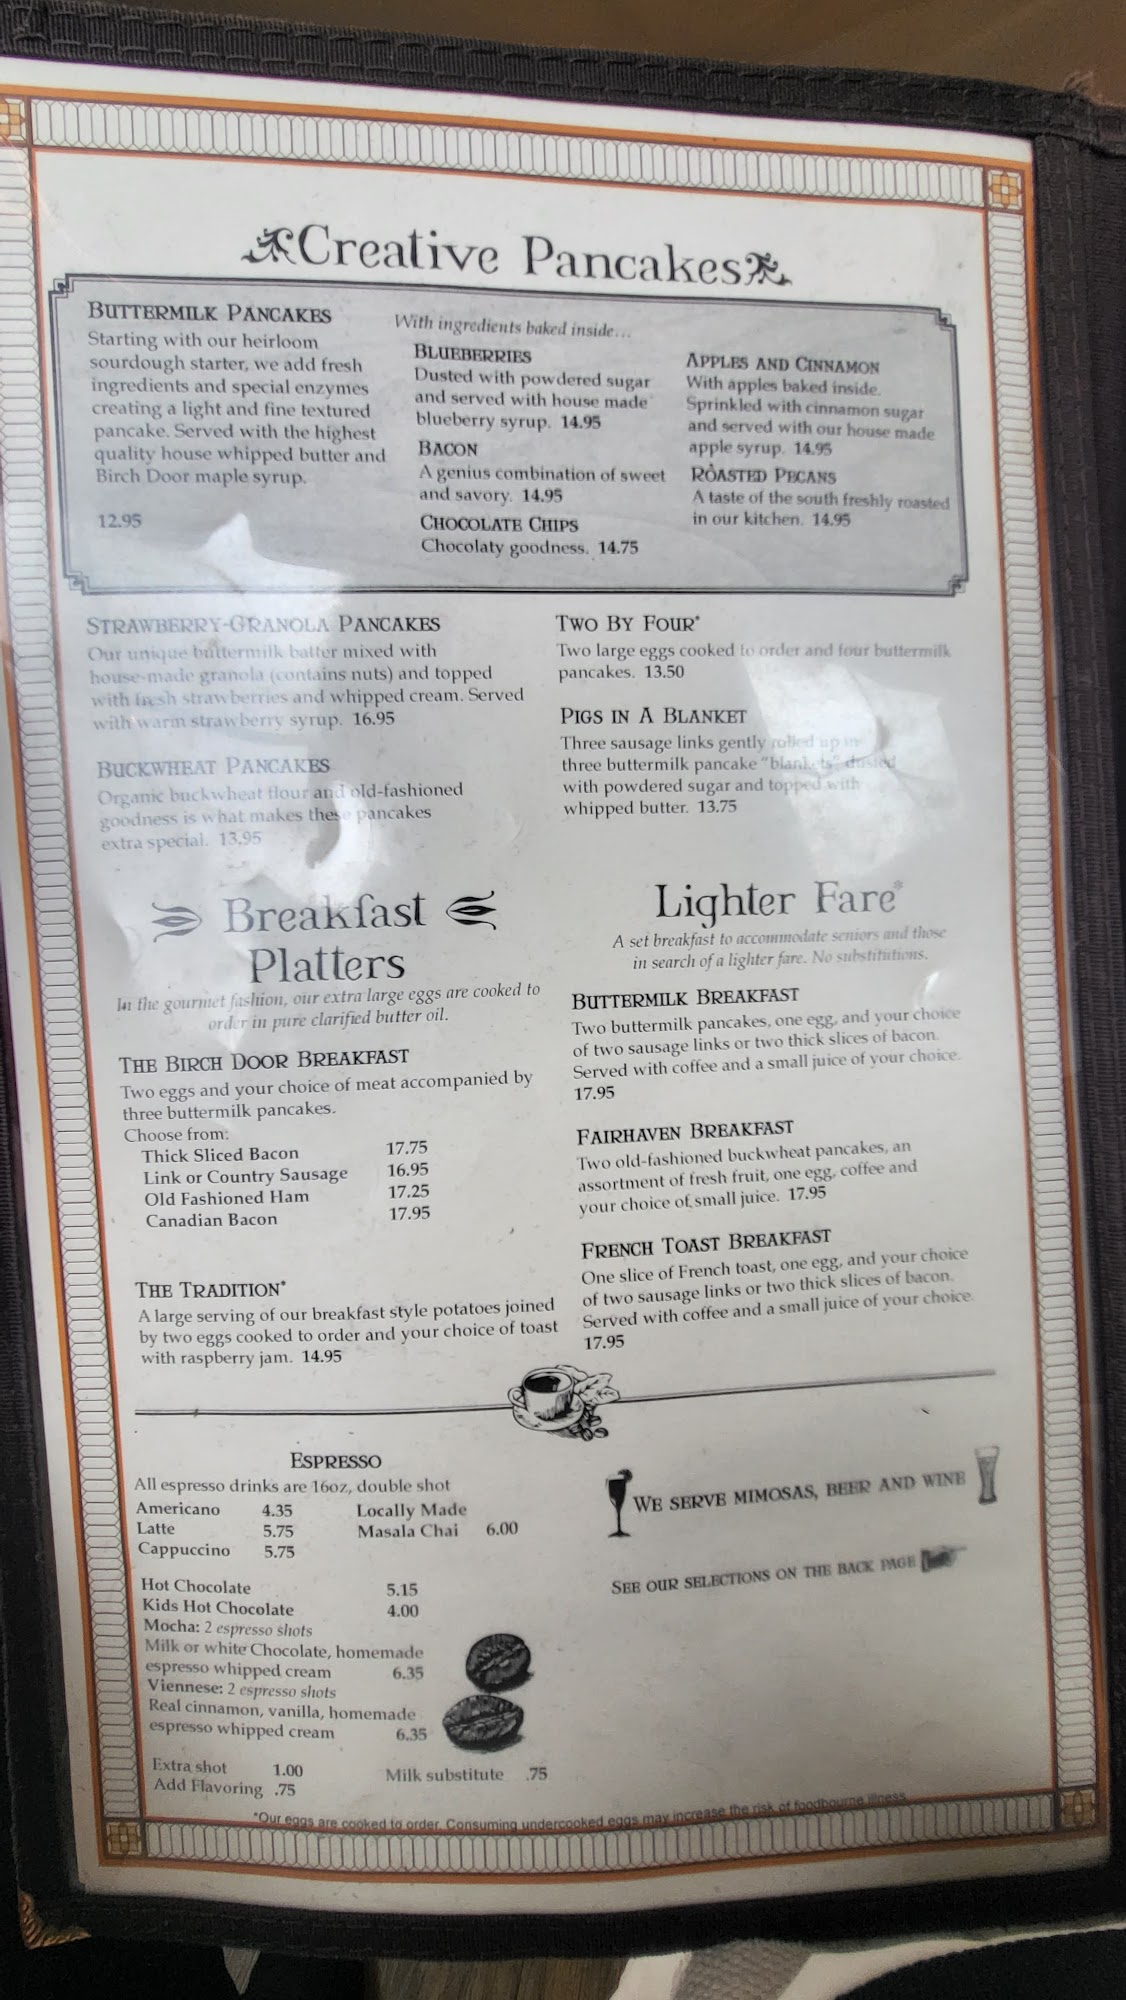 Creative Pancakes
BUTTERMILK PANCAKES
Starting with our heirloom
sourdough starter, we add fresh
ingredients and special enzymes
creating a light and fine textured
pancake. Served with the highest
quality house whipped butter and
Birch Door maple syrup.
12.95
With ingredients baked inside...
BLUEBERRIES
Dusted with powdered sugar
and served with house made
blueberry syrup. 14.95
BACON
A genius combination of sweet
and savory. 14.95
CHOCOLATE CHIPS
Chocolaty goodness. 14.75
APPLES AND CINNAMON
With apples baked inside.
Sprinkled with cinnamon sugar
and served with our house made
apple syrup. 14.95
ROASTED PECANS
A taste of the south freshly roasted
in our kitchen. 14.95
STRAWBERRY-GRANOLA PANCAKES
Our unique buttermilk batter mixed with
house-made granola (contains nuts) and topped
with fresh strawberries and whipped cream. Served
with warm strawberry syrup. 16.95
BUCKWHEAT PANCAKES
Organic buckwheat flour and old-fashioned
goodness is what makes these pancakes
extra special. 13.95
TWO BY FOUR*
Two large eggs cooked to order and four buttermilk
pancakes. 13.50
PIGS IN A BLANKET
Three sausage links gently rolled up in
three buttermilk pancake "blankets" dusted
with powdered sugar and topped with
whipped butter. 13.75
Breakfast
Platters
In the gourmet fashion, our extra large eggs are cooked to
order in pure clarified butter oil.
THE BIRCH DOOR BREAKFAST
Two eggs and your choice of meat accompanied by
three buttermilk pancakes.
Choose from:
Thick Sliced Bacon 17.75
Link or Country Sausage 16.95
Old Fashioned Ham 17.25
Canadian Bacon 17.95
THE TRADITION*
A large serving of our breakfast style potatoes joined
by two eggs cooked to order and your choice of toast
with raspberry jam. 14.95
Lighter Fare*
A set breakfast to accommodate seniors and those
in search of a lighter fare. No substitutions.
BUTTERMILK BREAKFAST
Two buttermilk pancakes, one egg, and your choice
of two sausage links or two thick slices of bacon.
Served with coffee and a small juice of your choice.
17.95
FAIRHAVEN BREAKFAST
Two old-fashioned buckwheat pancakes, an
assortment of fresh fruit, one egg, coffee and
your choice of small juice. 17.95
FRENCH TOAST BREAKFAST
One slice of French toast, one egg, and your choice
of two sausage links or two thick slices of bacon.
Served with coffee and a small juice of your choice.
17.95
ESPRESSO
All espresso drinks are 16oz, double shot
Americano 4.35 Locally Made
Latte 5.75 Masala Chai 6.00
Cappuccino 5.75
Hot Chocolate 5.15
Kids Hot Chocolate 4.00
Mocha: 2 espresso shots
Milk or white Chocolate, homemade
espresso whipped cream 6.35
Viennese: 2 espresso shots
Real cinnamon, vanilla, homemade
espresso whipped cream 6.35
Extra shot 1.00 Milk substitute .75
Add Flavoring .75
WE SERVE MIMOSAS, BEER AND WINE
SEE OUR SELECTIONS ON THE BACK PAGE
*Our eggs are cooked to order. Consuming undercooked eggs may increase the risk of foodbourne illness.